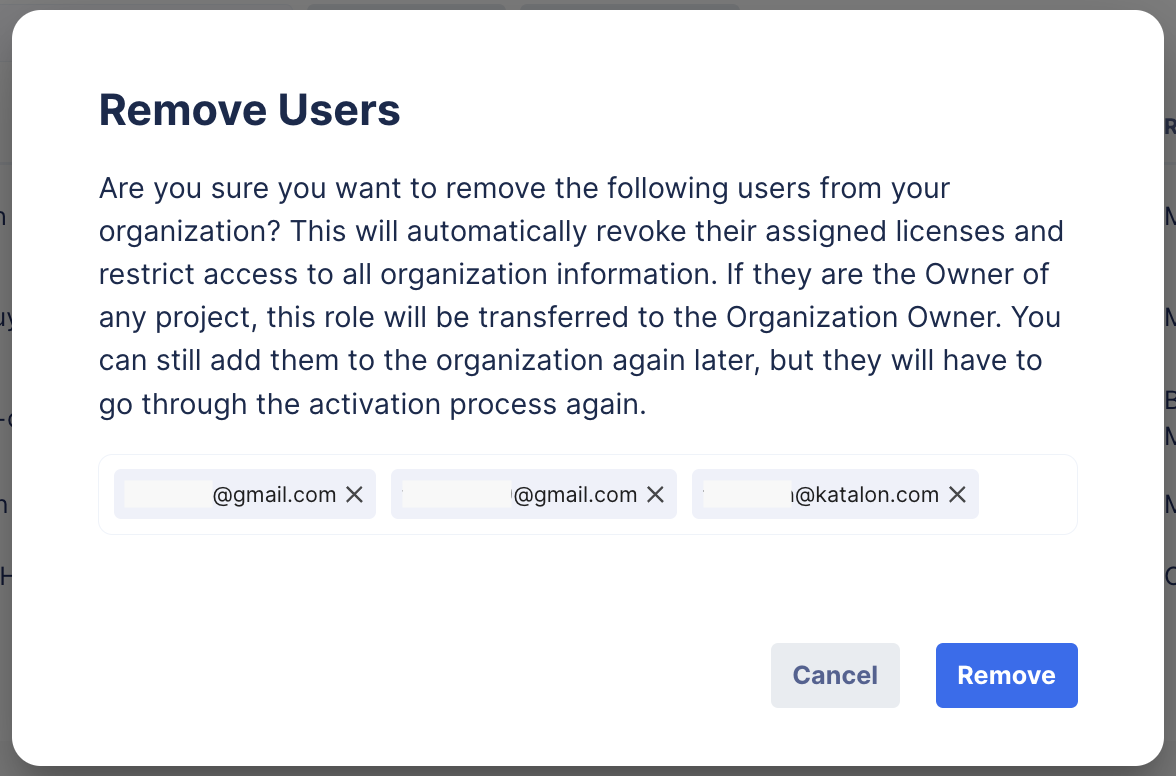 Remove Users
Are you sure you want to remove the following users from your
organization? This will automatically revoke their assigned licenses and
restrict access to all organization information. If they are the Owner of
any project, this role will be transferred to the Organization Owner. You
can still add them to the organization again later, but they will have to
go through the activation process again.
@gmail.com @gmail.com @katalon.com
Cancel Remove